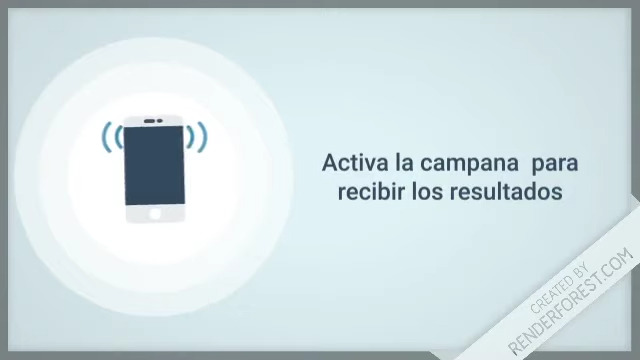 Activa la campana  para
recibir los resultados
CREATED BY
RENDERFOREST.COM